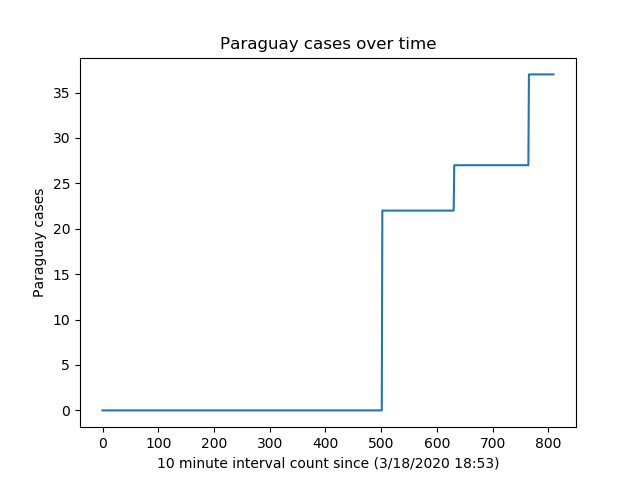 Paraguay cases over time
Paraguay cases
35
30
25
20
15
10
5
0
0 100 200 300 400 500 600 700 800
10 minute interval count since (3/18/2020 18:53)